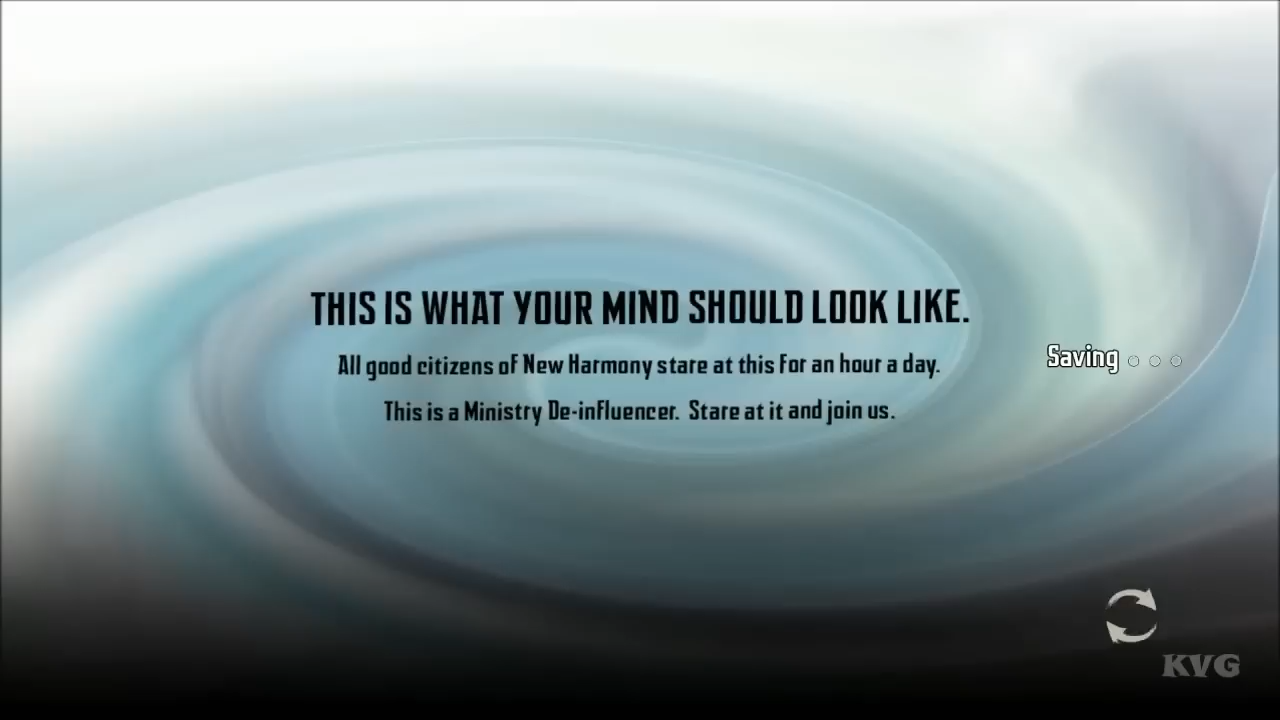 THIS IS WHAT YOUR MIND SHOULD LOOK LIKE.
All good citizens of New Harmony stare at this for an hour a day.
Saving
This is a Ministry De-influencer. Stare at it and join us.
KVG